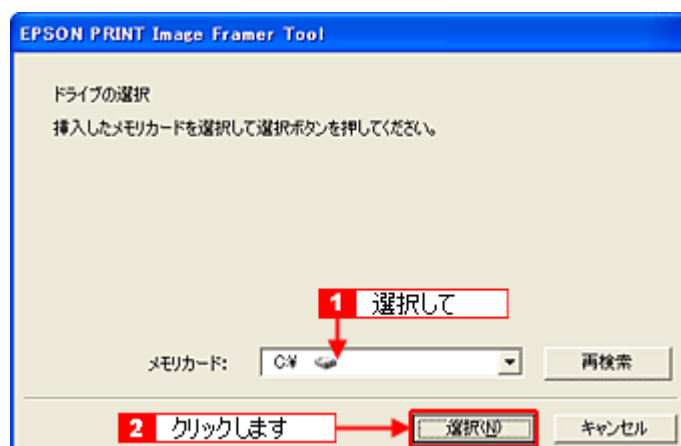 EPSON PRINT Image Framer Tool
ドライブの選択
挿入したメモリカードを選択して選択ボタンを押してください。
1 選択して
メモリカード: C:¥ 再検索
2 クリックします 選択(N) キャンセル